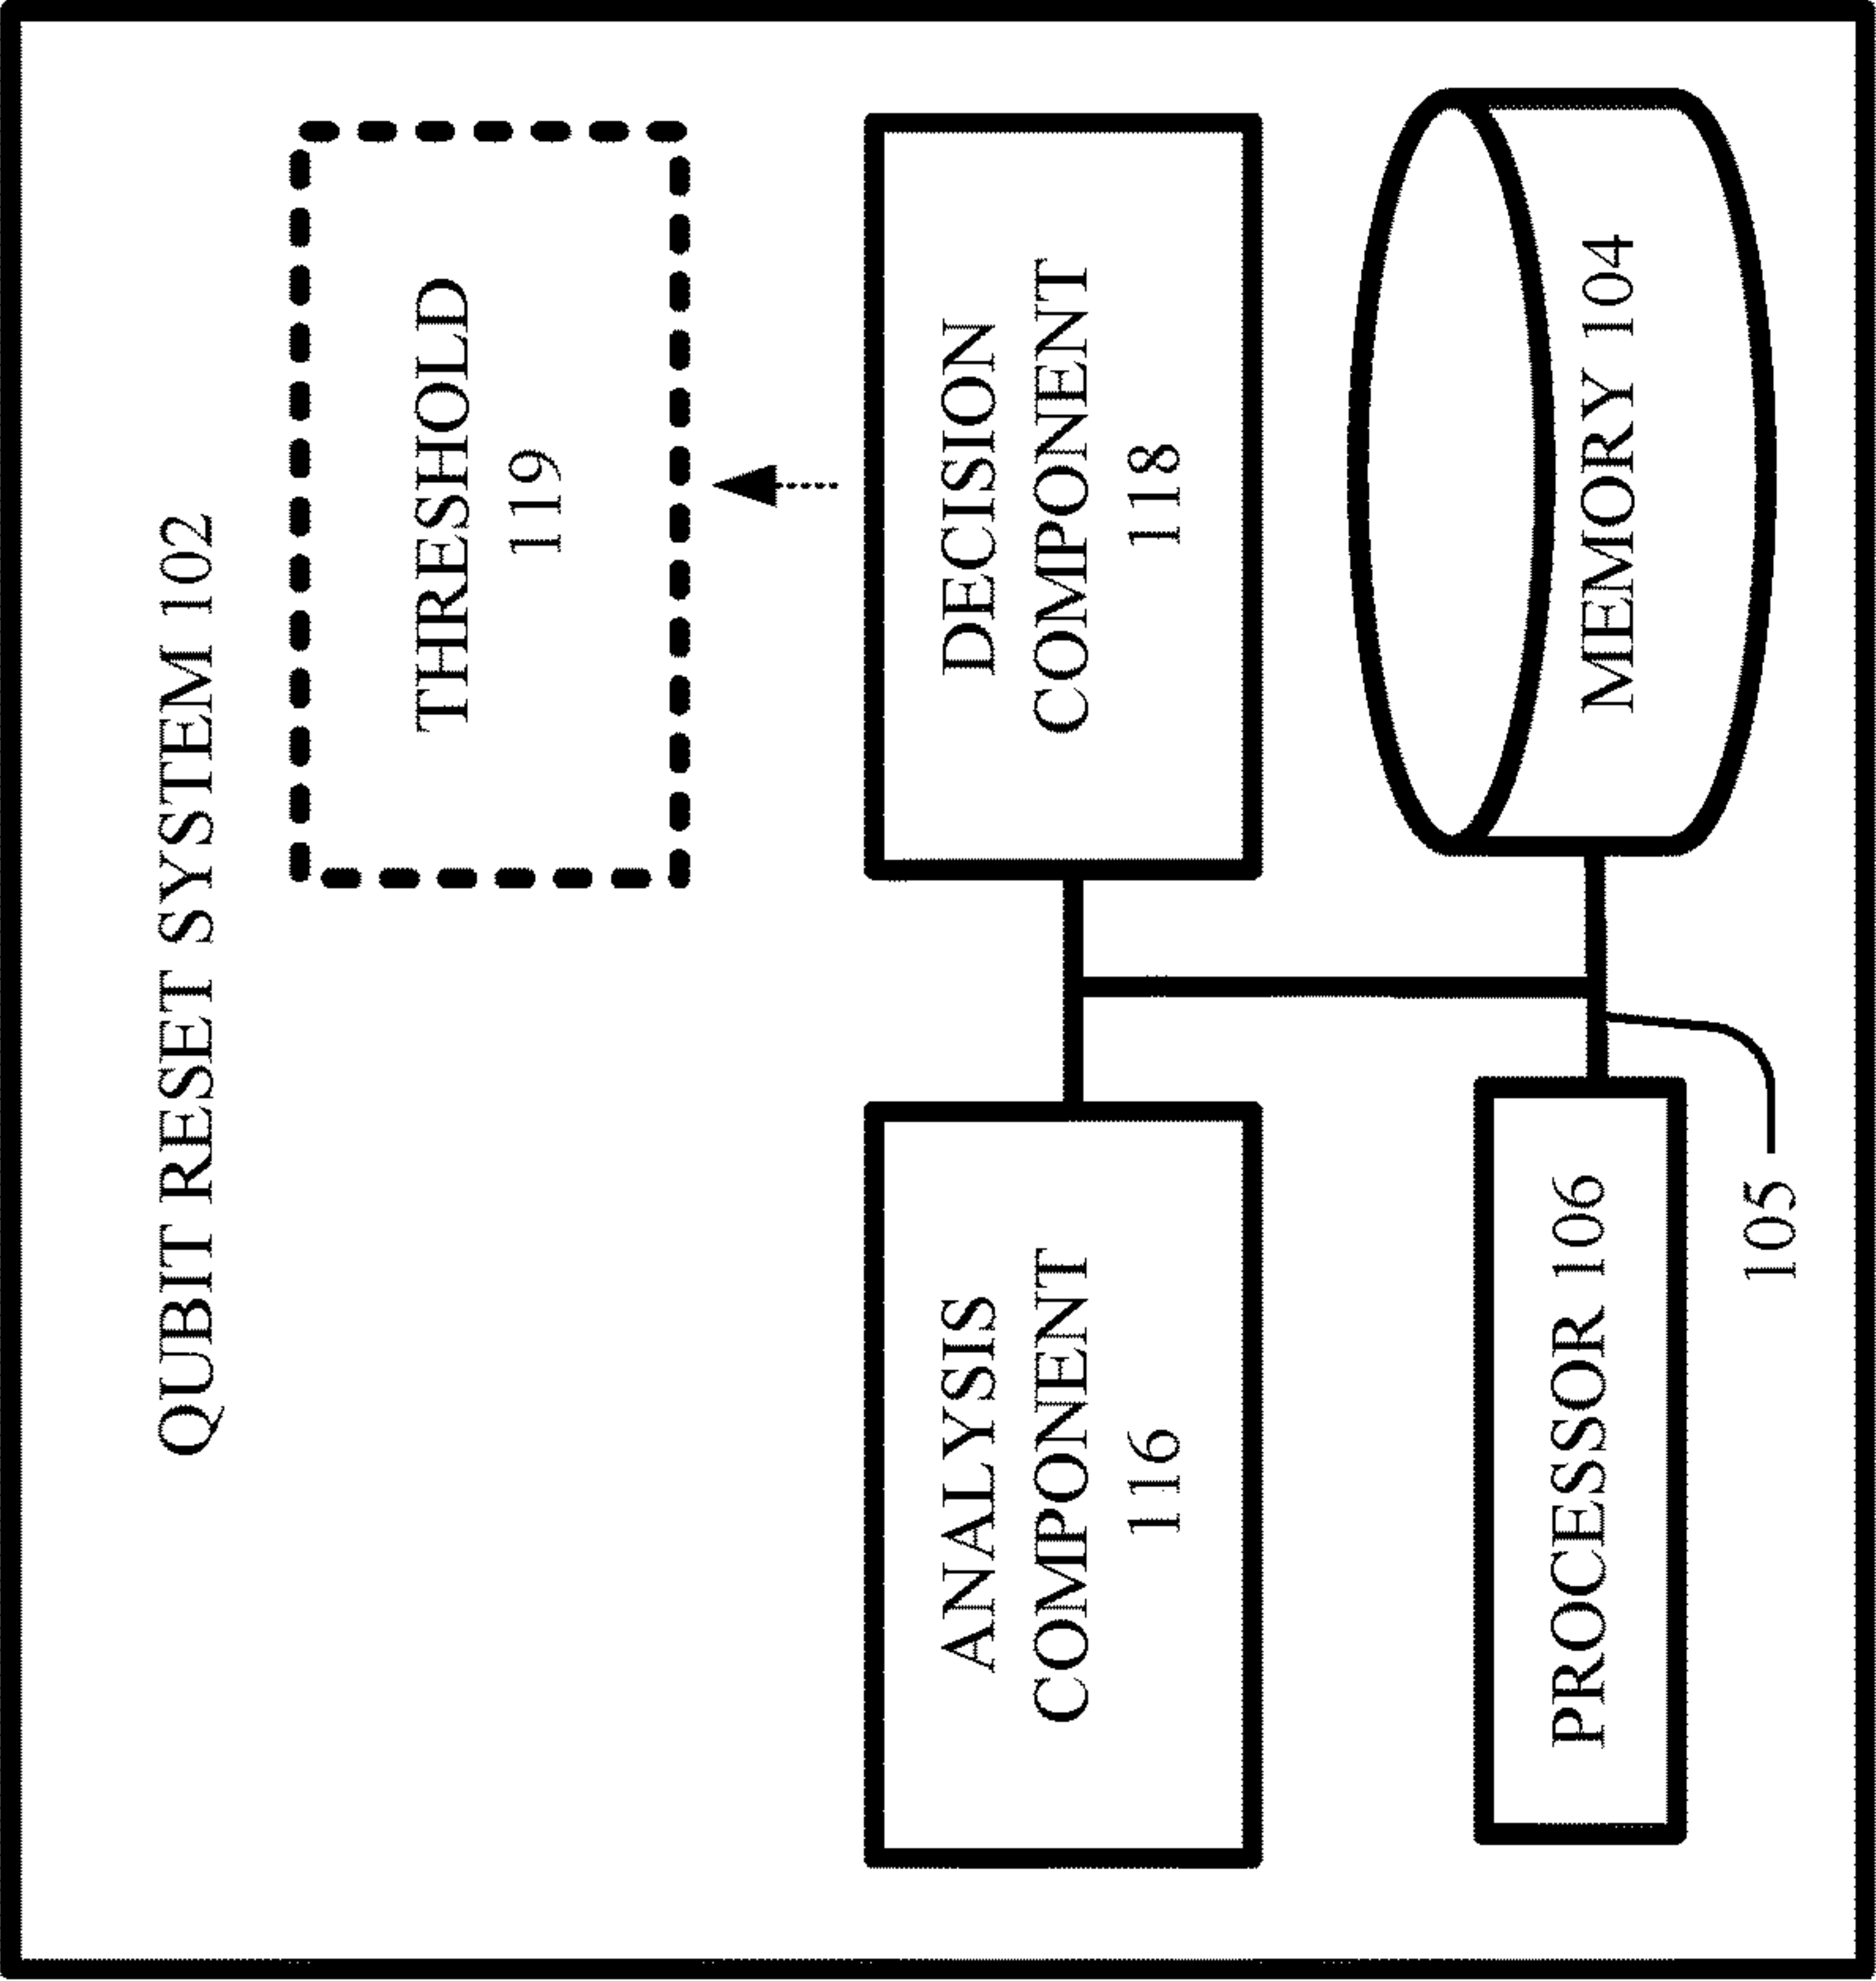 QUBIT RESET SYSTEM 102
THRESHOLD
119
ANALYSIS
COMPONENT
116
DECISION
COMPONENT
118
PROCESSOR 106
MEMORY 104
105